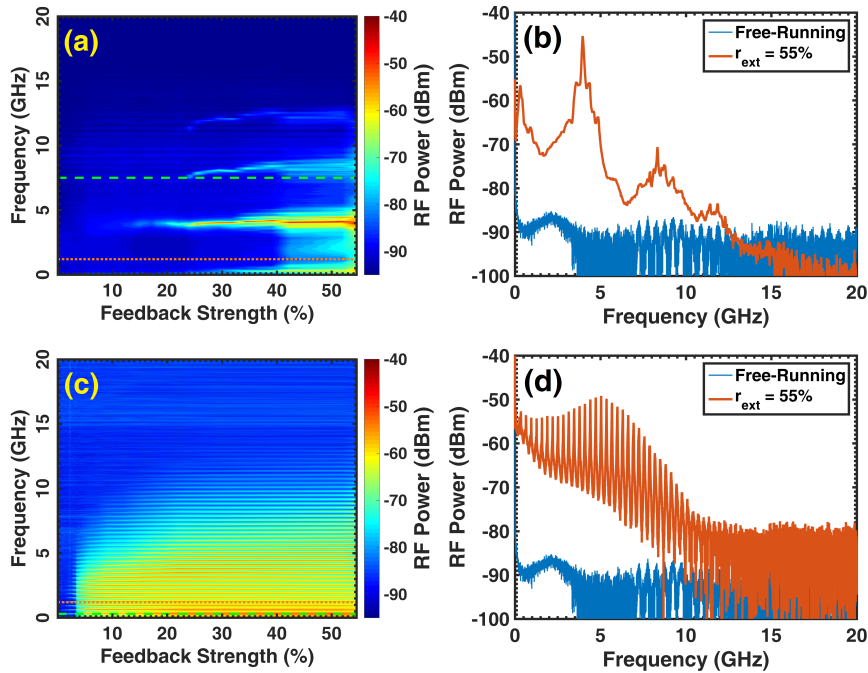 (a)
20
15
10
5
0
Frequency (GHz)
10 20 30 40 50
Feedback Strength (%)
-40
-50
-60
-70
-80
-90
RF Power (dBm)
(b)
-40
-50
-60
-70
-80
-90
-100
RF Power (dBm)
Free-Running
r_ext = 55%
0 5 10 15 20
Frequency (GHz)
(c)
20
15
10
5
0
Frequency (GHz)
10 20 30 40 50
Feedback Strength (%)
-40
-50
-60
-70
-80
-90
RF Power (dBm)
(d)
-40
-50
-60
-70
-80
-90
-100
RF Power (dBm)
Free-Running
r_ext = 55%
0 5 10 15 20
Frequency (GHz)